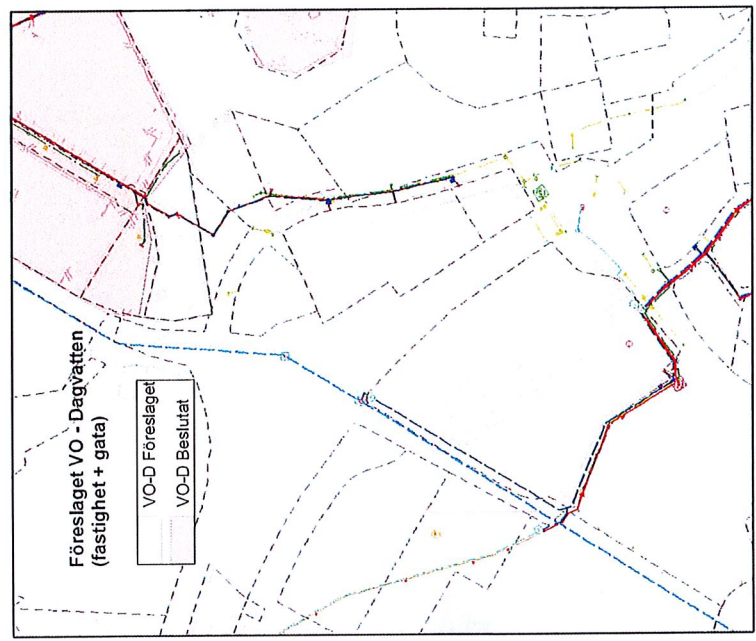 Föreslaget VO - Dagvatten
(fastighet + gata)
VO-D Föreslaget
VO-D Beslutat